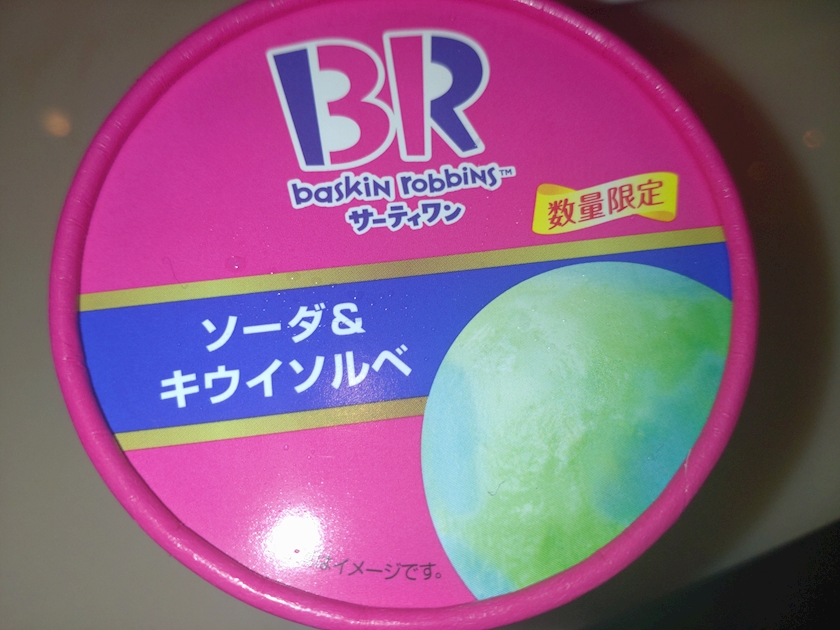 BR
baskin robbins™
サーティワン
数量限定
ソーダ&
キウイソルベ
はイメージです。